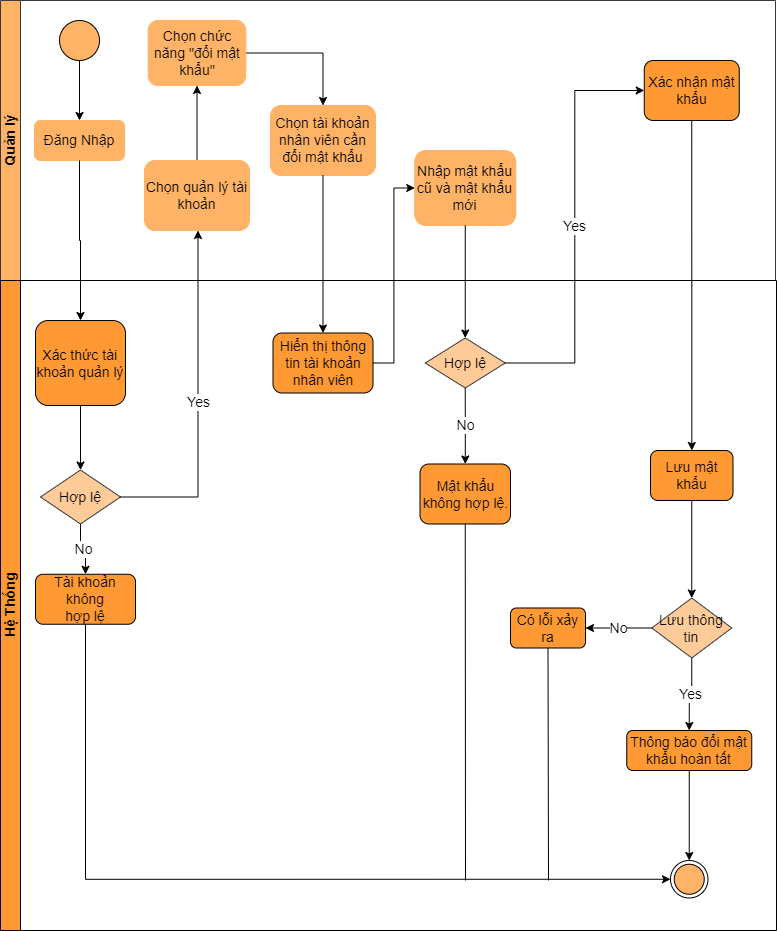 Quản lý
Đăng Nhập
Chọn chức
năng "đổi mật
khẩu"
Chọn quản lý tài
khoản
Chọn tài khoản
nhân viên cần
đổi mật khẩu
Nhập mật khẩu
cũ và mật khẩu
mới
Xác nhận mật
khẩu
Yes
Hệ Thóng
Xác thức tài
khoản quản lý
Yes
Hợp lệ
No
Tài khoản
không
hợp lệ
Hiển thị thông
tin tài khoản
nhân viên
Hợp lệ
No
Mật khẩu
không hợp lệ.
Lưu mật
khẩu
Lưu thông
tin
No
Có lỗi xảy
ra
Yes
Thông báo đổi mật
khẩu hoàn tất